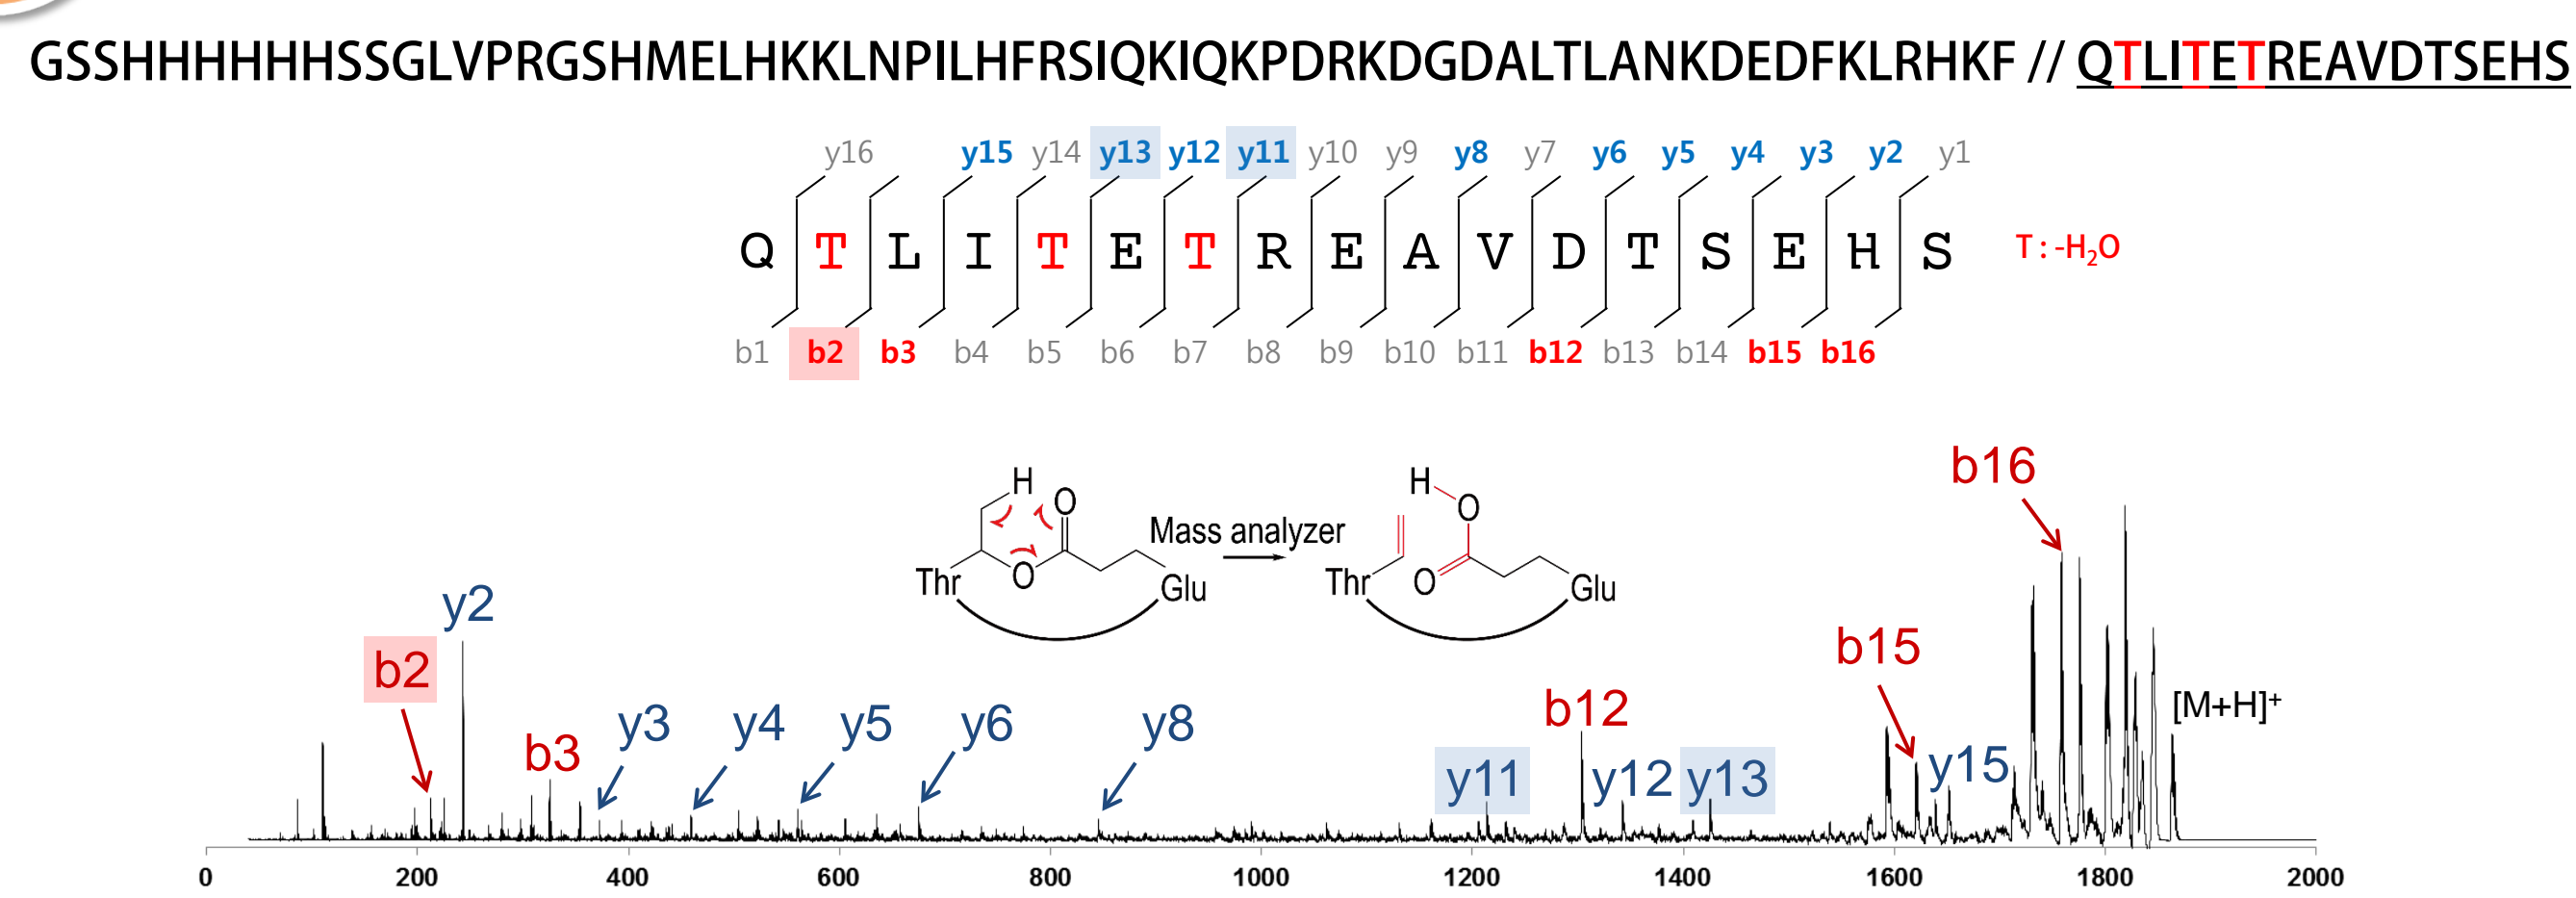 GSSHHHHHHHSSGLVPRGSHMELHKKLNPILHFRSIQKIQKPDRKDGDALTLANKDEDFKLRHKF // QTLITETREAVDTSEHS
y16 y15 y14 y13 y12 y11 y10 y9 y8 y7 y6 y5 y4 y3 y2 y1
Q T L I T E T R E A V D T S E H S T : -H₂O
b1 b2 b3 b4 b5 b6 b7 b8 b9 b10 b11 b12 b13 b14 b15 b16
b16
H O
H O
Mass analyzer
Thr O Glu
Thr O Glu
y2
b2
b15
b3 y3 y4 y5 y6 y8
b12
[M+H]⁺
y11 y12 y13 y15
0 200 400 600 800 1000 1200 1400 1600 1800 2000